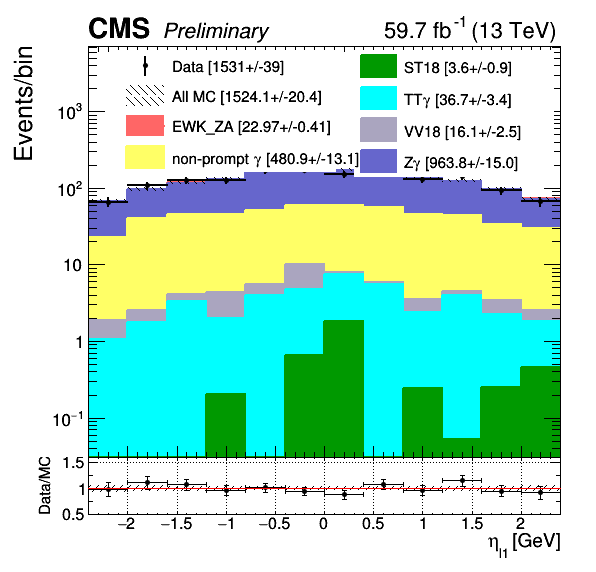 CMS Preliminary 59.7 fb⁻¹ (13 TeV)
Events/bin
Data [1531+/-39]
All MC [1524.1+/-20.4]
EWK_ZA [22.97+/-0.41]
non-prompt γ [480.9+/-13.1]
ST18 [3.6+/-0.9]
TTγ [36.7+/-3.4]
VV18 [16.1+/-2.5]
Zγ [963.8+/-15.0]
10³
10²
10
1
10⁻¹
Data/MC
1.5
1
0.5
−2 −1.5 −1 −0.5 0 0.5 1 1.5 2
η_l1 [GeV]